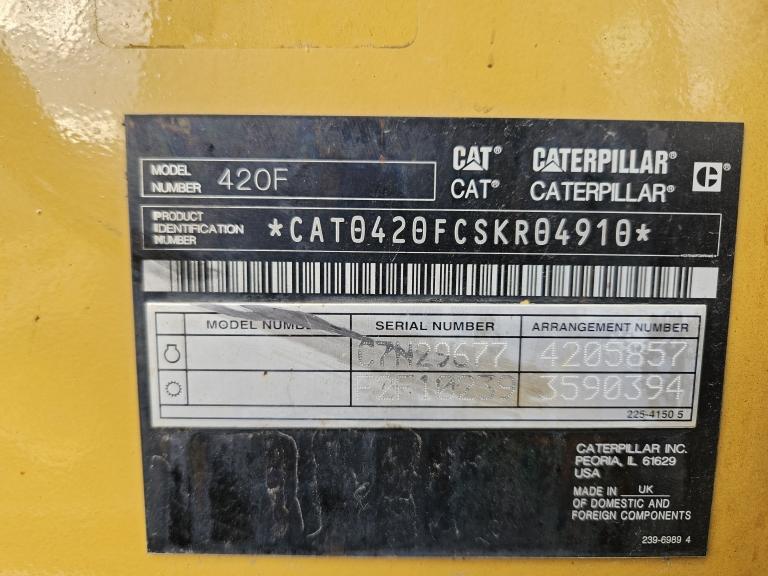 CAT® CATERPILLAR®
CAT® CATERPILLAR®
MODEL NUMBER 420F
PRODUCT IDENTIFICATION NUMBER *CAT0420FCSKR04910*
MODEL SERIAL NUMBER ARRANGEMENT NUMBER
4205857
3590394
225-4150 5
CATERPILLAR INC.
PEORIA, IL 61629
USA
MADE IN UK
OF DOMESTIC AND
FOREIGN COMPONENTS
239-6989 4